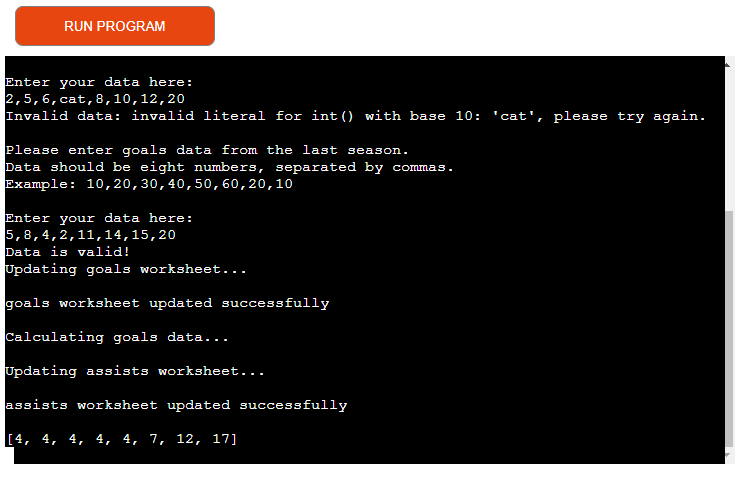 RUN PROGRAM
Enter your data here:
2,5,6,cat,8,10,12,20
Invalid data: invalid literal for int() with base 10: 'cat', please try again.
Please enter goals data from the last season.
Data should be eight numbers, separated by commas.
Example: 10,20,30,40,50,60,20,10
Enter your data here:
5,8,4,2,11,14,15,20
Data is valid!
Updating goals worksheet...
goals worksheet updated successfully
Calculating goals data...
Updating assists worksheet...
assists worksheet updated successfully
[4, 4, 4, 4, 4, 7, 12, 17]